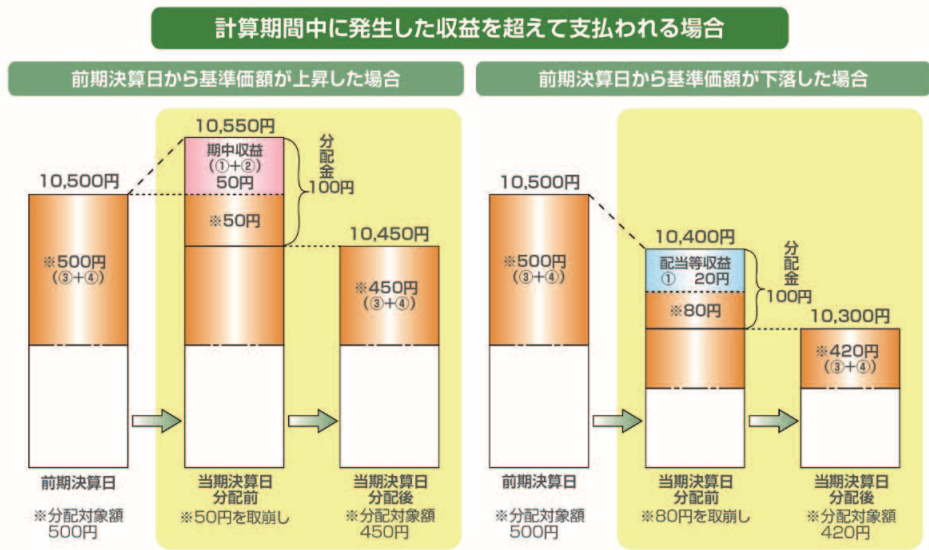 計算期間中に発生した収益を超えて支払われる場合
前期決算日から基準価額が上昇した場合
10,500円
※500円
(③+④)
前期決算日
※分配対象額
500円
10,550円
期中収益
(①+②)
50円
※50円
分配金
100円
当期決算日
分配前
※50円を取崩し
10,450円
※450円
(③+④)
当期決算日
分配後
※分配対象額
450円
前期決算日から基準価額が下落した場合
10,500円
※500円
(③+④)
前期決算日
※分配対象額
500円
10,400円
配当等収益
① 20円
※80円
分配金
100円
当期決算日
分配前
※80円を取崩し
10,300円
※420円
(③+④)
当期決算日
分配後
※分配対象額
420円